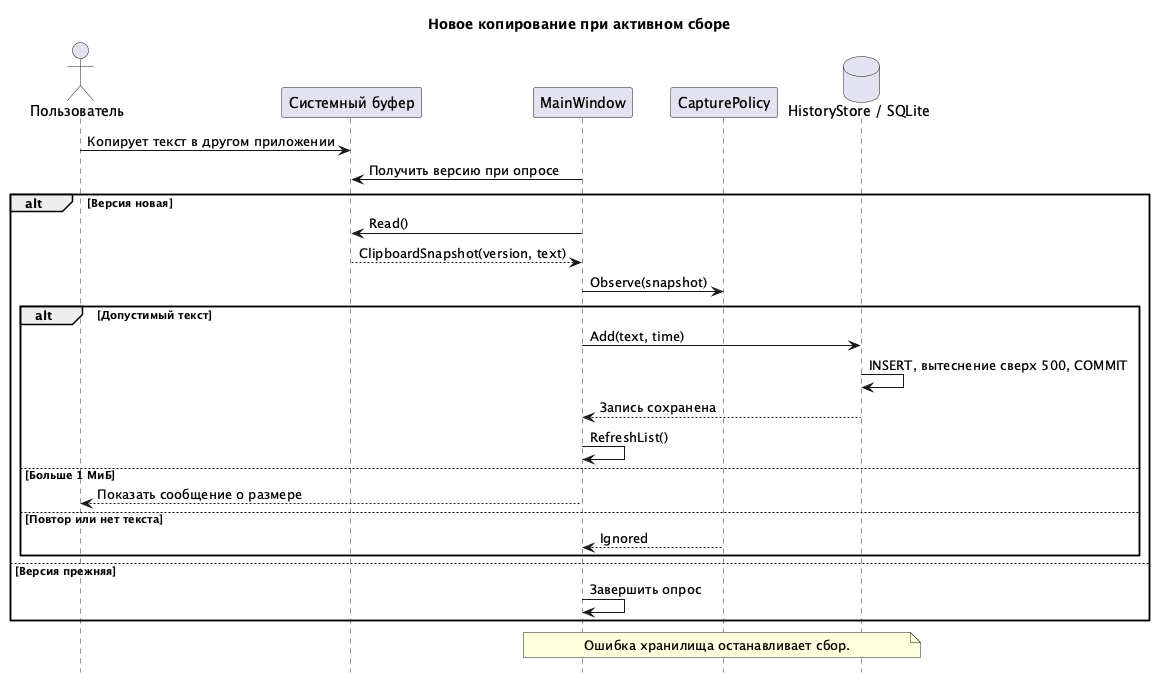 Новое копирование при активном сборе
Пользователь
Системный буфер
MainWindow
CapturePolicy
HistoryStore / SQLite
Копирует текст в другом приложении
Получить версию при опросе
alt [Версия новая]
Read()
ClipboardSnapshot(version, text)
Observe(snapshot)
alt [Допустимый текст]
Add(text, time)
INSERT, вытеснение сверх 500, COMMIT
Запись сохранена
RefreshList()
[Больше 1 МиБ]
Показать сообщение о размере
[Повтор или нет текста]
Ignored
[Версия прежняя]
Завершить опрос
Ошибка хранилища останавливает сбор.